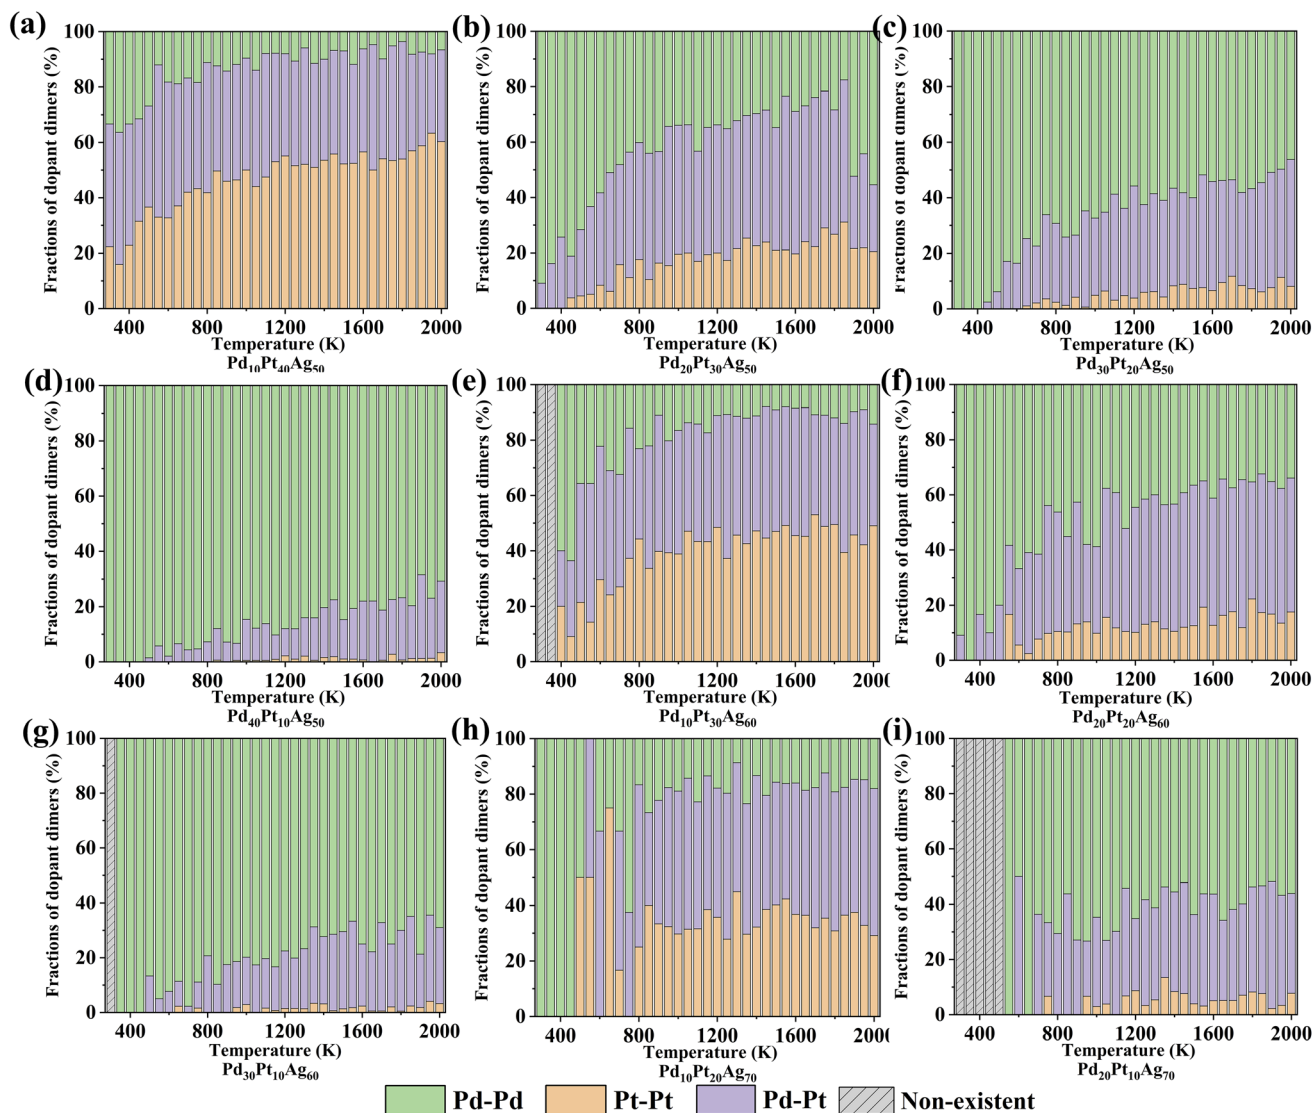 (a)
Fractions of dopant dimers (%)
100
80
60
40
20
0
400 800 1200 1600 2000
Temperature (K)
Pd₁₀Pt₄₀Ag₅₀
(b)
Fractions of dopant dimers (%)
100
80
60
40
20
0
400 800 1200 1600 2000
Temperature (K)
Pd₂₀Pt₃₀Ag₅₀
(c)
Fractions of dopant dimers (%)
100
80
60
40
20
0
400 800 1200 1600 2000
Temperature (K)
Pd₃₀Pt₂₀Ag₅₀
(d)
Fractions of dopant dimers (%)
100
80
60
40
20
0
400 800 1200 1600 2000
Temperature (K)
Pd₄₀Pt₁₀Ag₅₀
(e)
Fractions of dopant dimers (%)
100
80
60
40
20
0
400 800 1200 1600 2000
Temperature (K)
Pd₁₀Pt₃₀Ag₆₀
(f)
Fractions of dopant dimers (%)
100
80
60
40
20
0
400 800 1200 1600 2000
Temperature (K)
Pd₂₀Pt₂₀Ag₆₀
(g)
Fractions of dopant dimers (%)
100
80
60
40
20
0
400 800 1200 1600 2000
Temperature (K)
Pd₃₀Pt₁₀Ag₆₀
(h)
Fractions of dopant dimers (%)
100
80
60
40
20
0
400 800 1200 1600 2000
Temperature (K)
Pd₁₀Pt₂₀Ag₇₀
(i)
Fractions of dopant dimers (%)
100
80
60
40
20
0
400 800 1200 1600 2000
Temperature (K)
Pd₂₀Pt₁₀Ag₇₀
Pd-Pd Pt-Pt Pd-Pt Non-existent